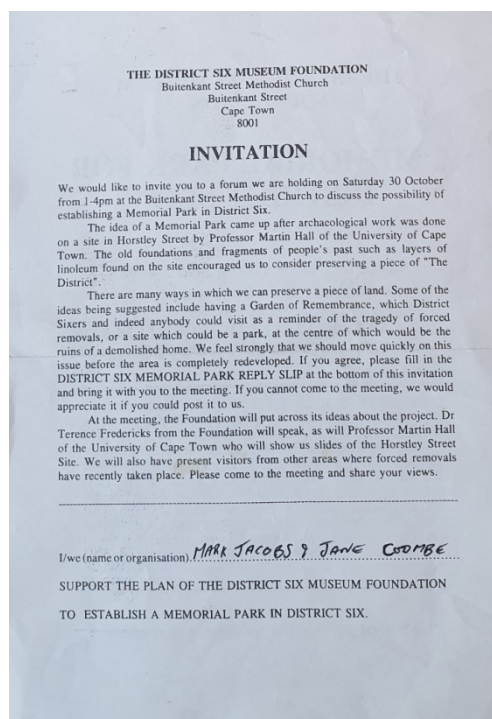 THE DISTRICT SIX MUSEUM FOUNDATION
Buitenkant Street Methodist Church
Buitenkant Street
Cape Town
8001
INVITATION
We would like to invite you to a forum we are holding on Saturday 30 October
from 1-4pm at the Buitenkant Street Methodist Church to discuss the possibility of
establishing a Memorial Park in District Six.
The idea of a Memorial Park came up after archaeological work was done
on a site in Horstley Street by Professor Martin Hall of the University of Cape
Town. The old foundations and fragments of people's past such as layers of
linoleum found on the site encouraged us to consider preserving a piece of "The
District".
There are many ways in which we can preserve a piece of land. Some of the
ideas being suggested include having a Garden of Remembrance, which District
Sixers and indeed anybody could visit as a reminder of the tragedy of forced
removals, or a site which could be a park, at the centre of which would be the
ruins of a demolished home. We feel strongly that we should move quickly on this
issue before the area is completely redeveloped. If you agree, please fill in the
DISTRICT SIX MEMORIAL PARK REPLY SLIP at the bottom of this invitation
and bring it with you to the meeting. If you cannot come to the meeting, we would
appreciate it if you could post it to us.
At the meeting, the Foundation will put across its ideas about the project. Dr
Terence Fredericks from the Foundation will speak, as will Professor Martin Hall
of the University of Cape Town who will show us slides of the Horstley Street
Site. We will also have present visitors from other areas where forced removals
have recently taken place. Please come to the meeting and share your views.
I/we (name or organisation) MARK JACOBS & JANE COOMBE
SUPPORT THE PLAN OF THE DISTRICT SIX MUSEUM FOUNDATION
TO ESTABLISH A MEMORIAL PARK IN DISTRICT SIX.